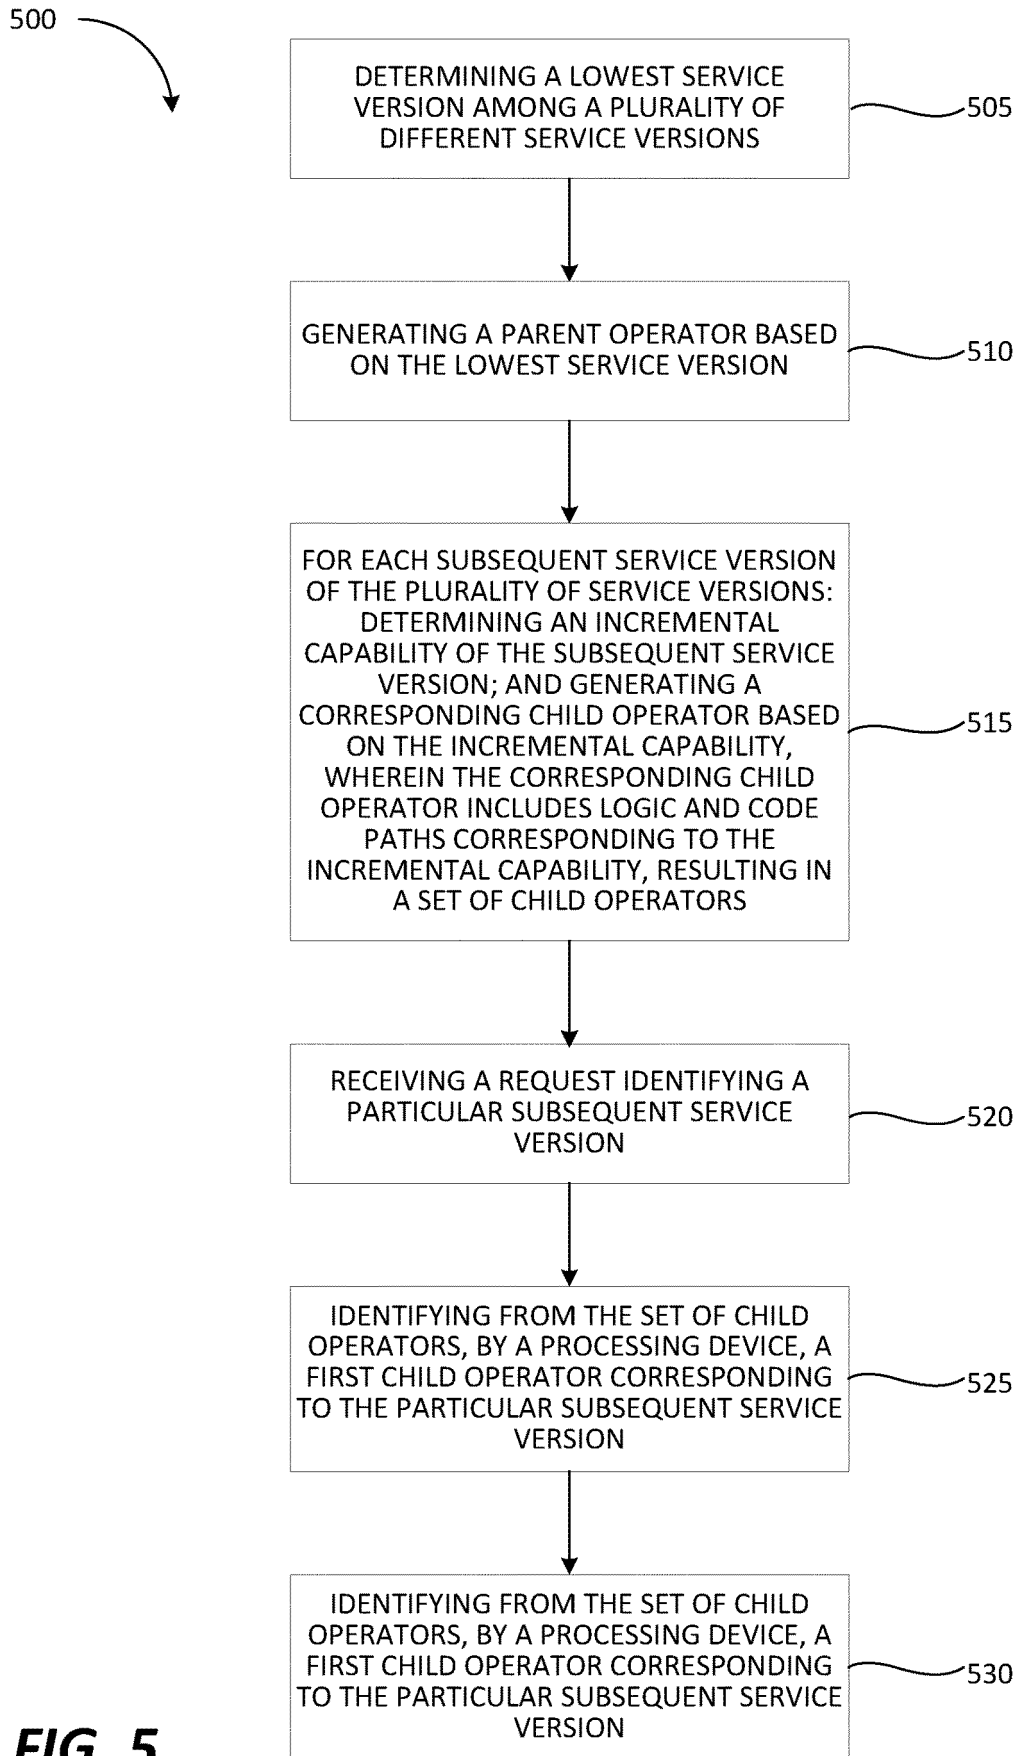 500
DETERMINING A LOWEST SERVICE
VERSION AMONG A PLURALITY OF
DIFFERENT SERVICE VERSIONS
505
GENERATING A PARENT OPERATOR BASED
ON THE LOWEST SERVICE VERSION
510
FOR EACH SUBSEQUENT SERVICE VERSION
OF THE PLURALITY OF SERVICE VERSIONS:
DETERMINING AN INCREMENTAL
CAPABILITY OF THE SUBSEQUENT SERVICE
VERSION; AND GENERATING A
CORRESPONDING CHILD OPERATOR BASED
ON THE INCREMENTAL CAPABILITY,
WHEREIN THE CORRESPONDING CHILD
OPERATOR INCLUDES LOGIC AND CODE
PATHS CORRESPONDING TO THE
INCREMENTAL CAPABILITY, RESULTING IN
A SET OF CHILD OPERATORS
515
RECEIVING A REQUEST IDENTIFYING A
PARTICULAR SUBSEQUENT SERVICE
VERSION
520
IDENTIFYING FROM THE SET OF CHILD
OPERATORS, BY A PROCESSING DEVICE, A
FIRST CHILD OPERATOR CORRESPONDING
TO THE PARTICULAR SUBSEQUENT SERVICE
VERSION
525
IDENTIFYING FROM THE SET OF CHILD
OPERATORS, BY A PROCESSING DEVICE, A
FIRST CHILD OPERATOR CORRESPONDING
TO THE PARTICULAR SUBSEQUENT SERVICE
VERSION
530
FIG. 5